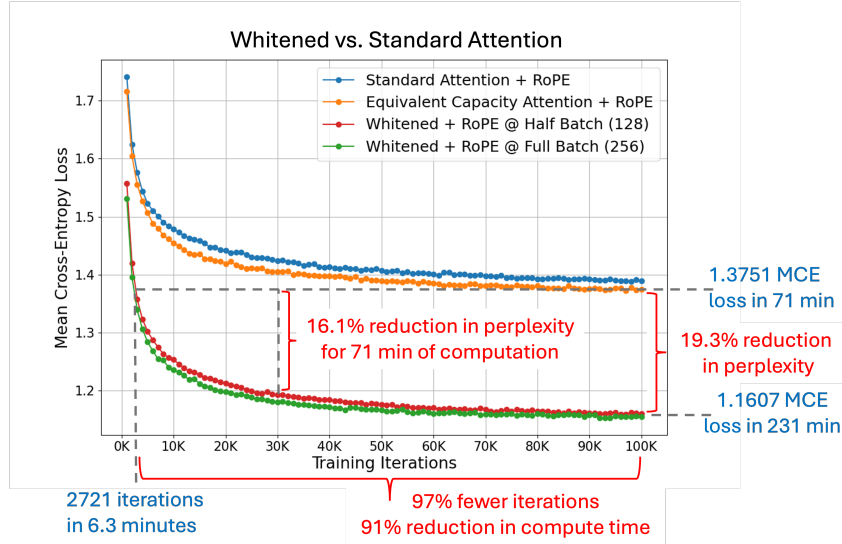 Whitened vs. Standard Attention
Standard Attention + RoPE
Equivalent Capacity Attention + RoPE
Whitened + RoPE @ Half Batch (128)
Whitened + RoPE @ Full Batch (256)
Mean Cross-Entropy Loss
1.7
1.6
1.5
1.4
1.3
1.2
16.1% reduction in perplexity
for 71 min of computation
1.3751 MCE
loss in 71 min
19.3% reduction
in perplexity
1.1607 MCE
loss in 231 min
0K 10K 20K 30K 40K 50K 60K 70K 80K 90K 100K
Training Iterations
2721 iterations
in 6.3 minutes
97% fewer iterations
91% reduction in compute time